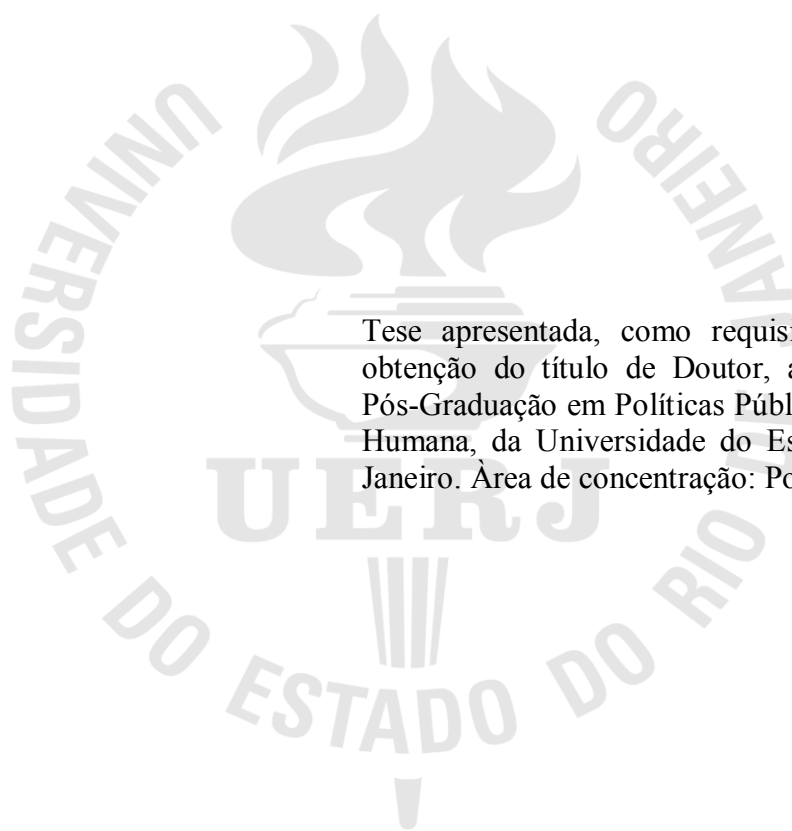 UNIVERSIDADE DO ESTADO DO RIO DE JANEIRO
UERJ
Tese apresentada, como requis
obtenção do título de Doutor, a
Pós-Graduação em Políticas Públ
Humana, da Universidade do Es
Janeiro. Àrea de concentração: Po